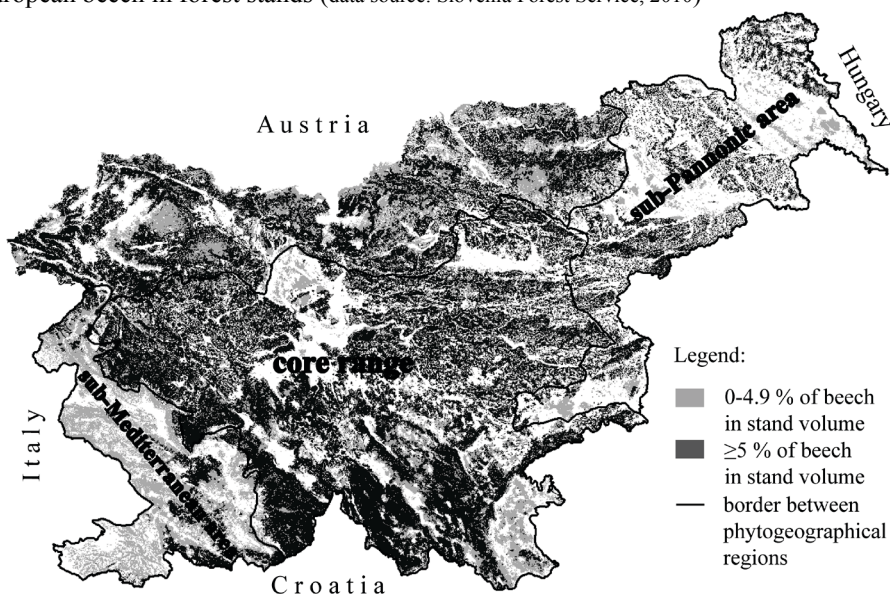 ropean beech in forest stands (data source: Slovenia Forest Service, 2010)
Austria
Hungary
sub-Pannonic area
core range
sub-Mediterranean area
Italy
Croatia
Legend:
0-4.9 % of beech
in stand volume
≥5 % of beech
in stand volume
border between
phytogeographical
regions